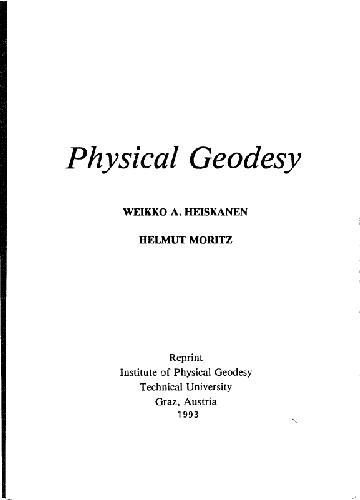 Physical Geodesy
WEIKKO A. HEISKANEN
HELMUT MORITZ
Reprint
Institute of Physical Geodesy
Technical University
Graz, Austria
1993